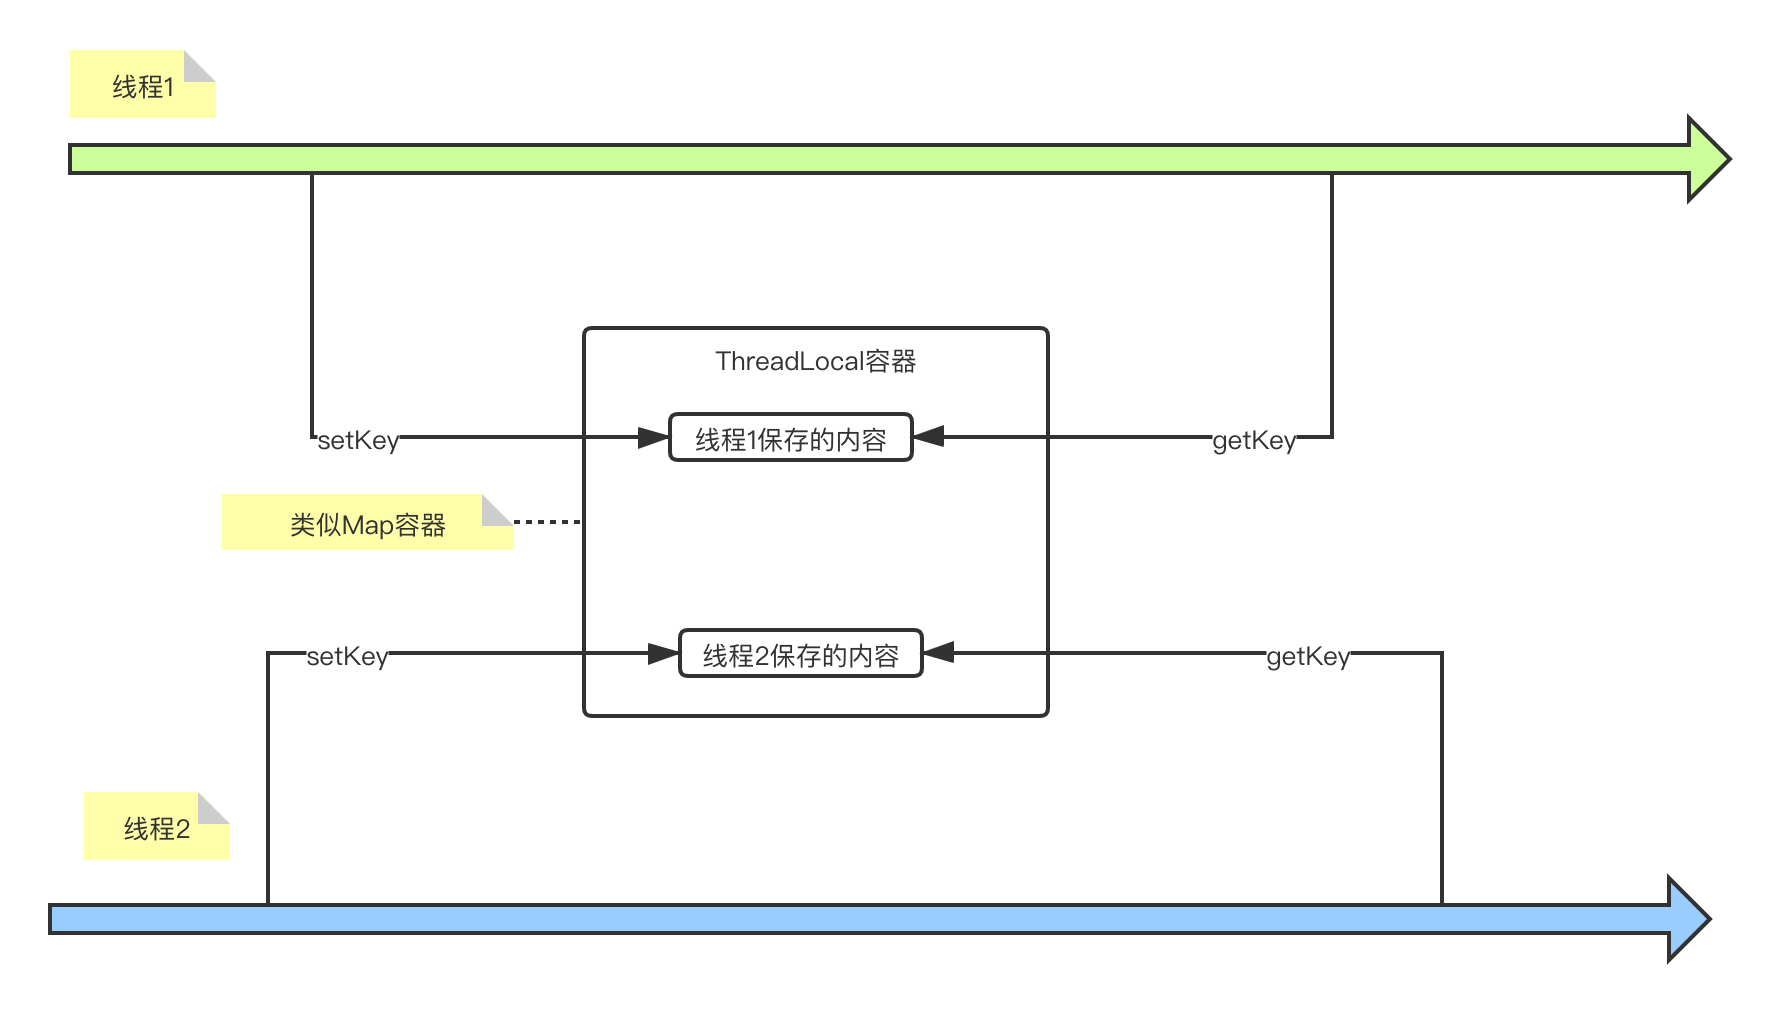 线程1
ThreadLocal容器
setKey
线程1保存的内容
getKey
类似Map容器
setKey
线程2保存的内容
getKey
线程2